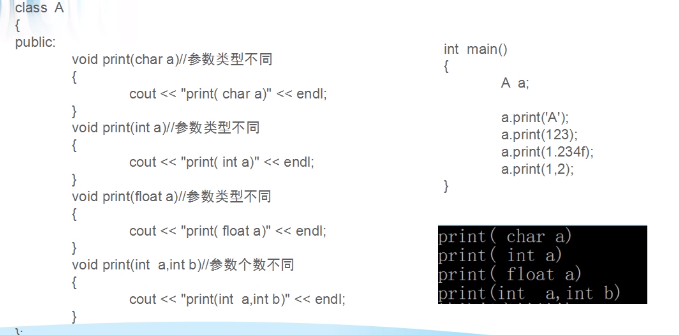 class A
{
public:
void print(char a)//参数类型不同
{
cout << "print( char a)" << endl;
}
void print(int a)//参数类型不同
{
cout << "print( int a)" << endl;
}
void print(float a)//参数类型不同
{
cout << "print( float a)" << endl;
}
void print(int a,int b)//参数个数不同
{
cout << "print(int a,int b)" << endl;
}
};
int main()
{
A a;
a.print('A');
a.print(123);
a.print(1.234f);
a.print(1,2);
}
print( char a)
print( int a)
print( float a)
print(int a,int b)